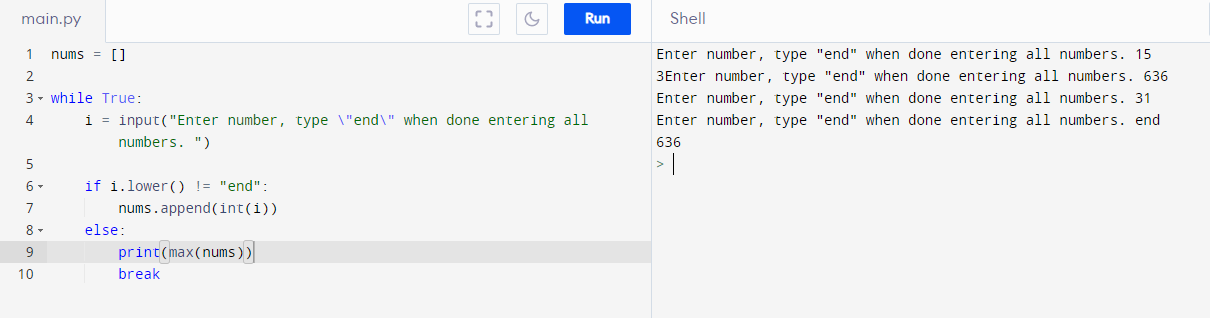 main.py
Run
Shell
1 nums = []
2
3 while True:
4 i = input("Enter number, type \"end\" when done entering all
numbers. ")
5
6 if i.lower() != "end":
7 nums.append(int(i))
8 else:
9 print(max(nums))
10 break
Enter number, type "end" when done entering all numbers. 15
3Enter number, type "end" when done entering all numbers. 636
Enter number, type "end" when done entering all numbers. 31
Enter number, type "end" when done entering all numbers. end
636
>